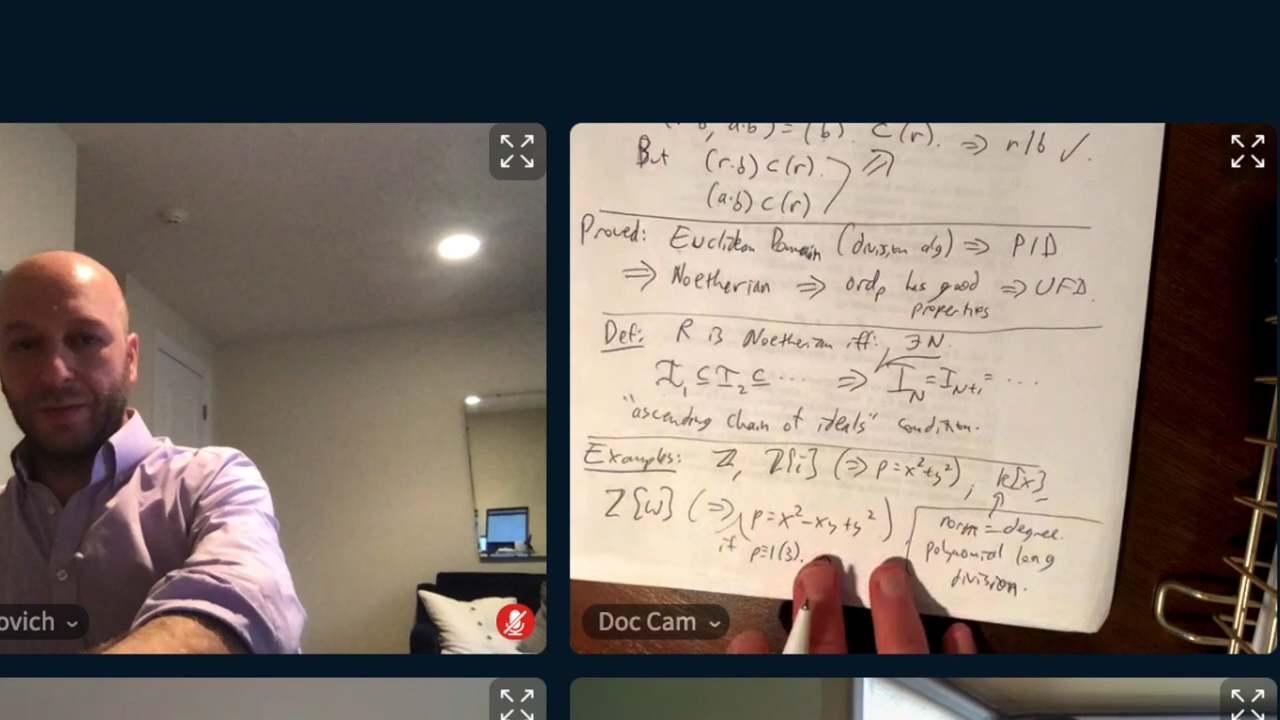 (r·b, a·b) = (b) ⊂ (r). ⇒ r|b ✓.
But (r·b) ⊂ (r). ⇒
(a·b) ⊂ (r)
Proved: Euclidean Domain (division alg) ⇒ PID
⇒ Noetherian ⇒ ord_p has good properties ⇒ UFD.
Def: R is Noetherian iff: ∃N.
I_1 ⊆ I_2 ⊆ ... ⇒ I_N = I_{N+1} = ...
"ascending chain of ideals" condition.
Examples: Z, Z[i] (⇒ p=x²+y²), k[x],
Z[ω] (⇒ p=x²-xy+y²)
if p≡1(3).
norm = degree.
polynomial long
division.
ovich
Doc Cam